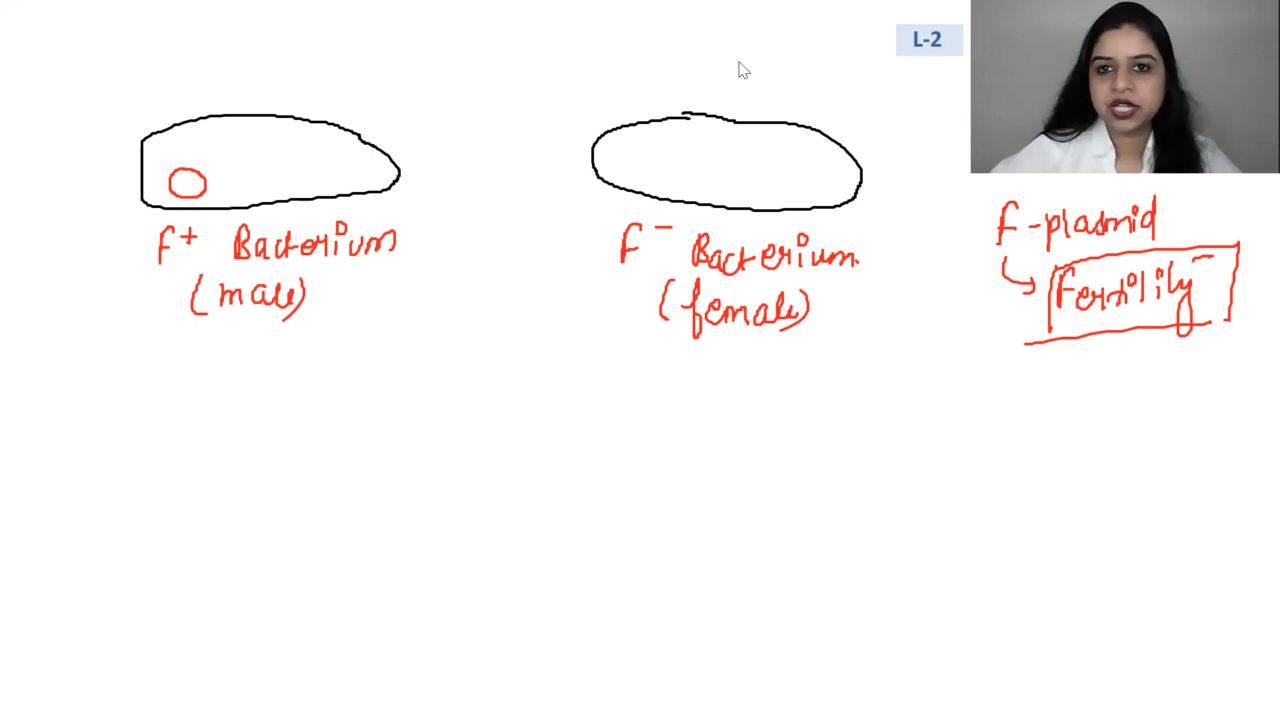 L-2
F+ Bacterium
(male)
F- Bacterium
(female)
F-plasmid
Fertility